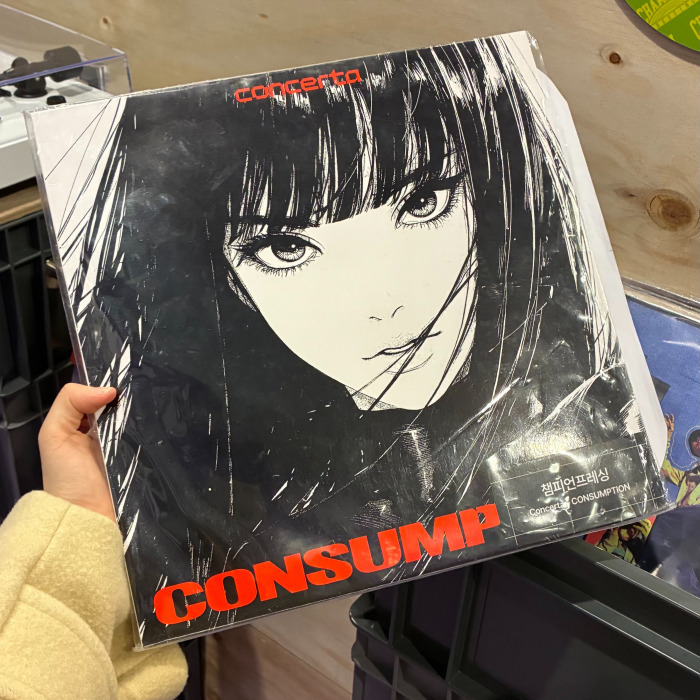 concerta
챔피언프레싱
Concerta - CONSUMPTION
CONSUMP